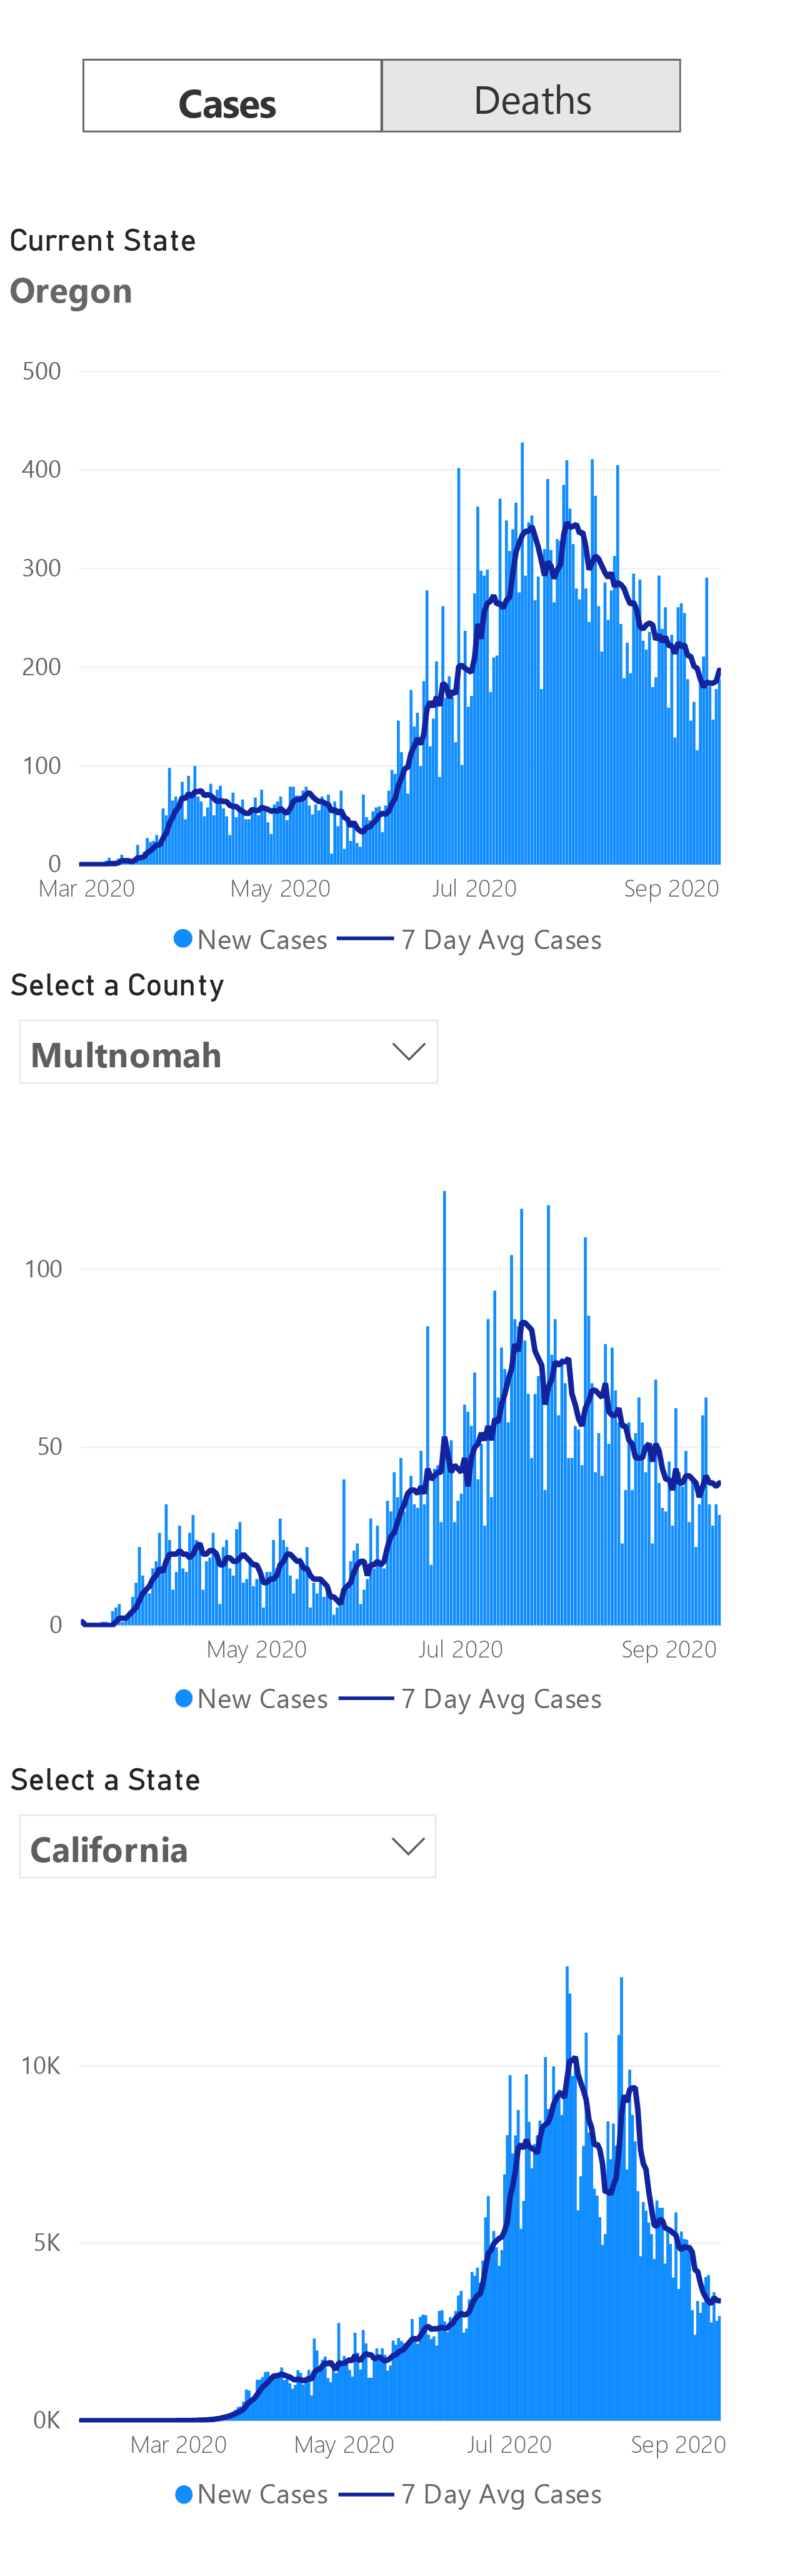 Cases Deaths
Current State
Oregon
500
400
300
200
100
0
Mar 2020 May 2020 Jul 2020 Sep 2020
New Cases 7 Day Avg Cases
Select a County
Multnomah
100
50
0
May 2020 Jul 2020 Sep 2020
New Cases 7 Day Avg Cases
Select a State
California
10K
5K
0K
Mar 2020 May 2020 Jul 2020 Sep 2020
New Cases 7 Day Avg Cases